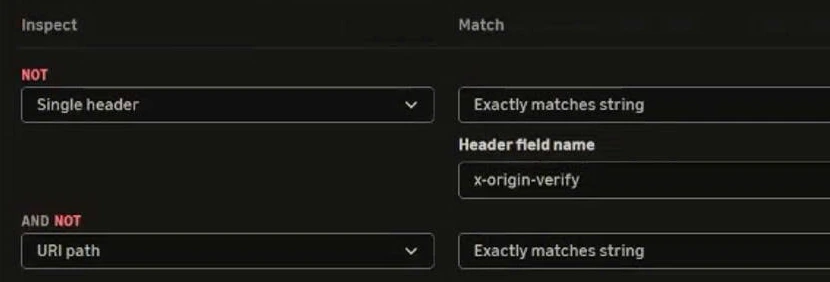 Inspect Match
NOT
Single header Exactly matches string
Header field name
x-origin-verify
AND NOT
URI path Exactly matches string